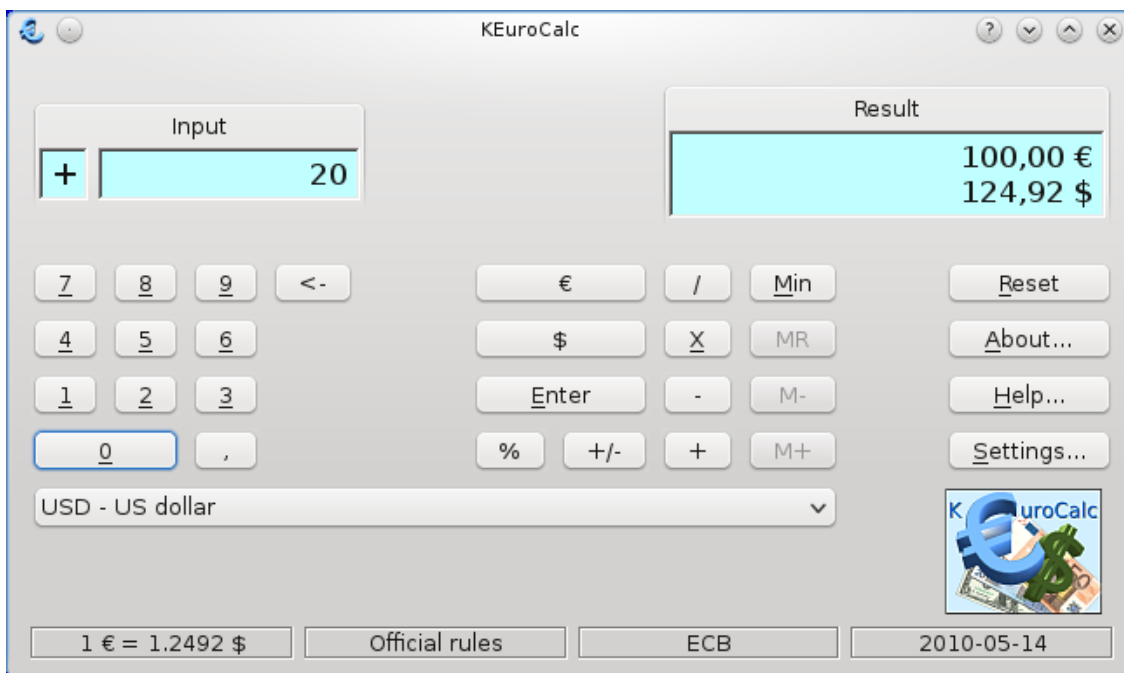 KEuroCalc
Input
Result
+ 20
100,00 €
124,92 $
7 8 9 <- € / Min Reset
4 5 6 $ X MR About...
1 2 3 Enter - M- Help...
0 , % +/- + M+ Settings...
USD - US dollar
K uroCalc
1 € = 1.2492 $ Official rules ECB 2010-05-14